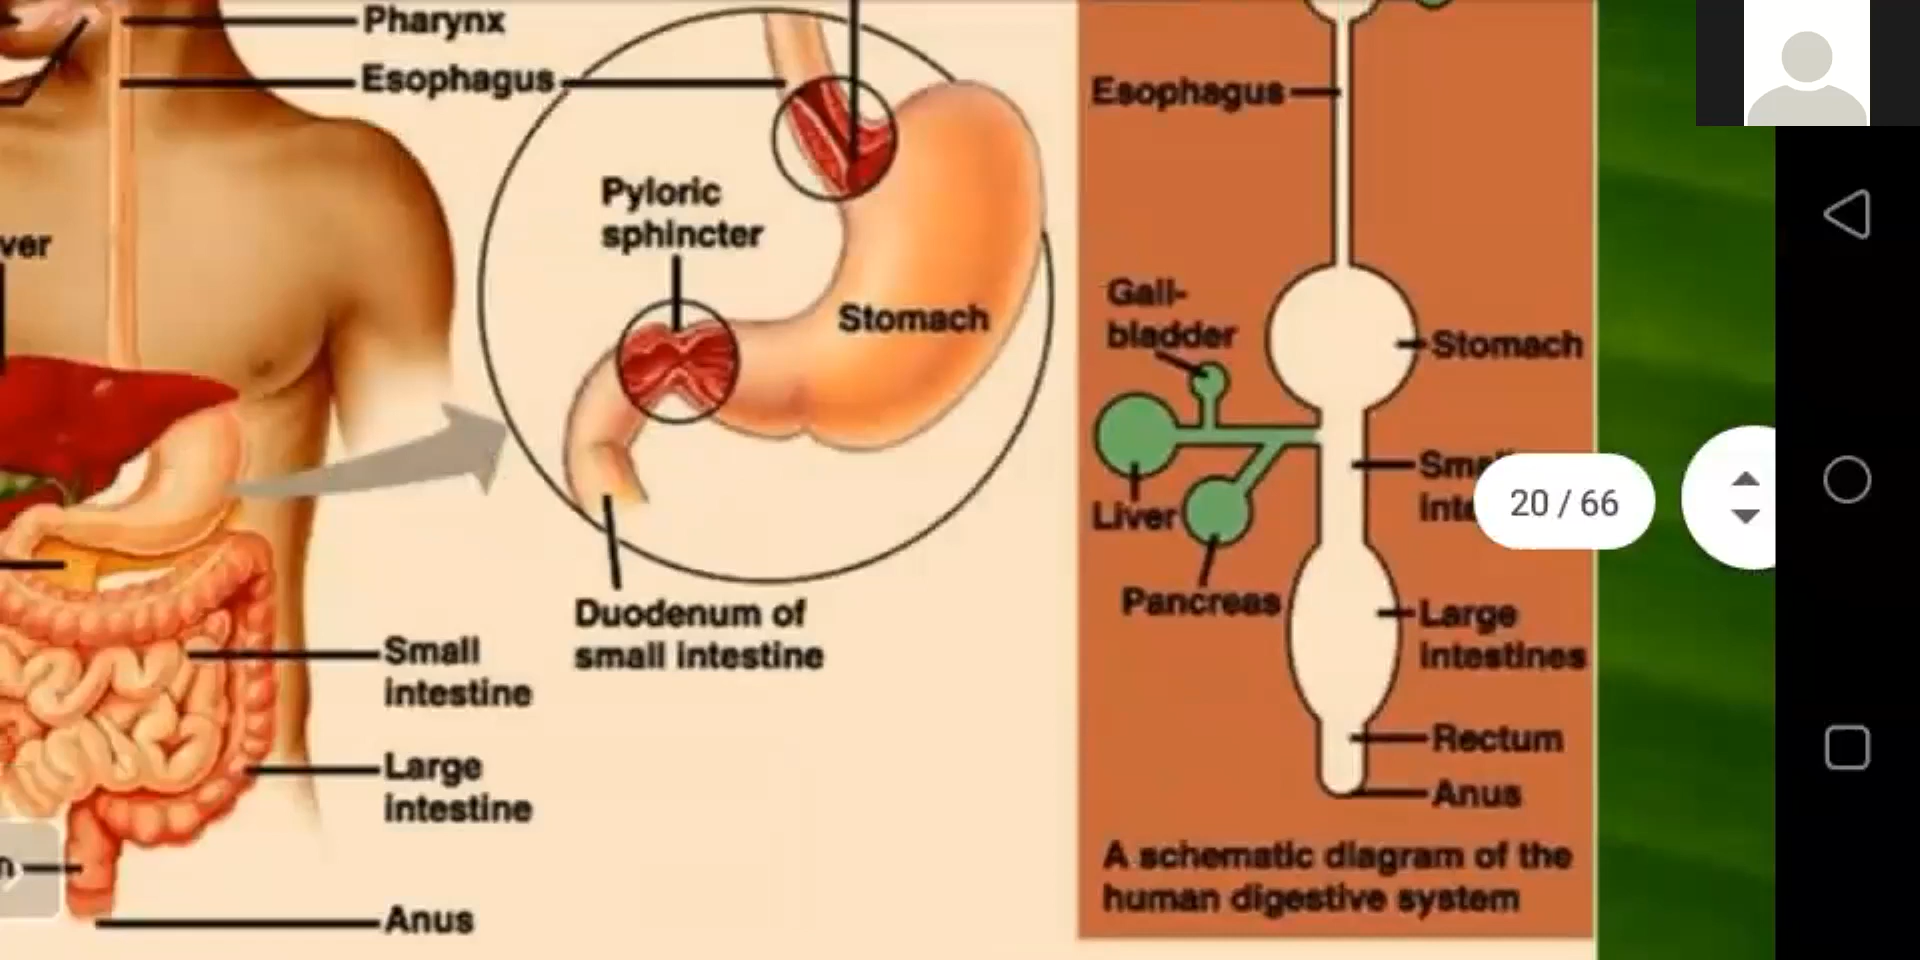 Pharynx
Esophagus
Pyloric
sphincter
Stomach
Duodenum of
small intestine
Small
intestine
Large
intestine
Anus
Esophagus
Gall-
bladder
Stomach
Liver
Pancreas
Large
intestines
Rectum
Anus
A schematic diagram of the
human digestive system
20 / 66